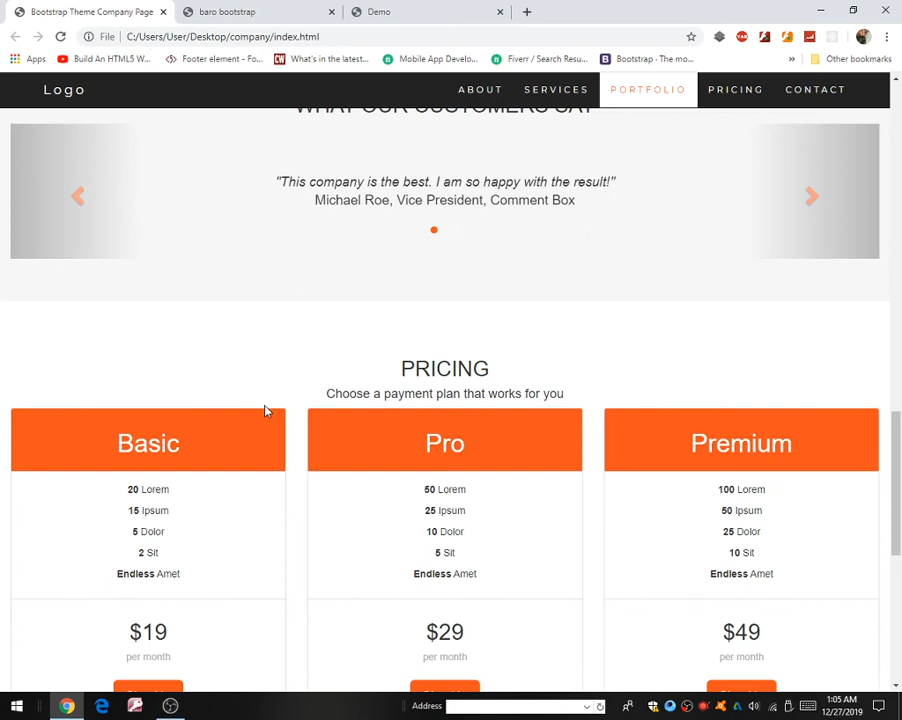 Bootstrap Theme Company Page
baro bootstrap
Demo
File
C:/Users/User/Desktop/company/index.html
Apps
Build An HTML5 W...
Footer element - Fo...
What's in the latest...
Mobile App Develo...
Fiverr / Search Resu...
Bootstrap - The mo...
»
Other bookmarks
Logo
ABOUT
SERVICES
PORTFOLIO
PRICING
CONTACT
WHAT OUR CUSTOMERS SAY
"This company is the best. I am so happy with the result!"
Michael Roe, Vice President, Comment Box
PRICING
Choose a payment plan that works for you
Basic
20 Lorem
15 Ipsum
5 Dolor
2 Sit
Endless Amet
$19
per month
Pro
50 Lorem
25 Ipsum
10 Dolor
5 Sit
Endless Amet
$29
per month
Premium
100 Lorem
50 Ipsum
25 Dolor
10 Sit
Endless Amet
$49
per month
Address
1:05 AM
12/27/2019